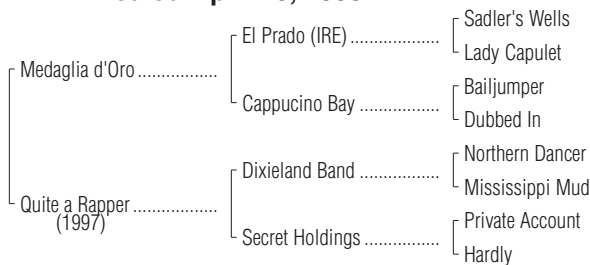 Sadler's Wells
El Prado (IRE) ....................
Lady Capulet
Medaglia d'Oro ..................
Bailjumper
Cappucino Bay ..................
Dubbed In
Northern Dancer
Dixieland Band ..................
Mississippi Mud
Quite a Rapper ...................
(1997)
Private Account
Secret Holdings .................
Hardly